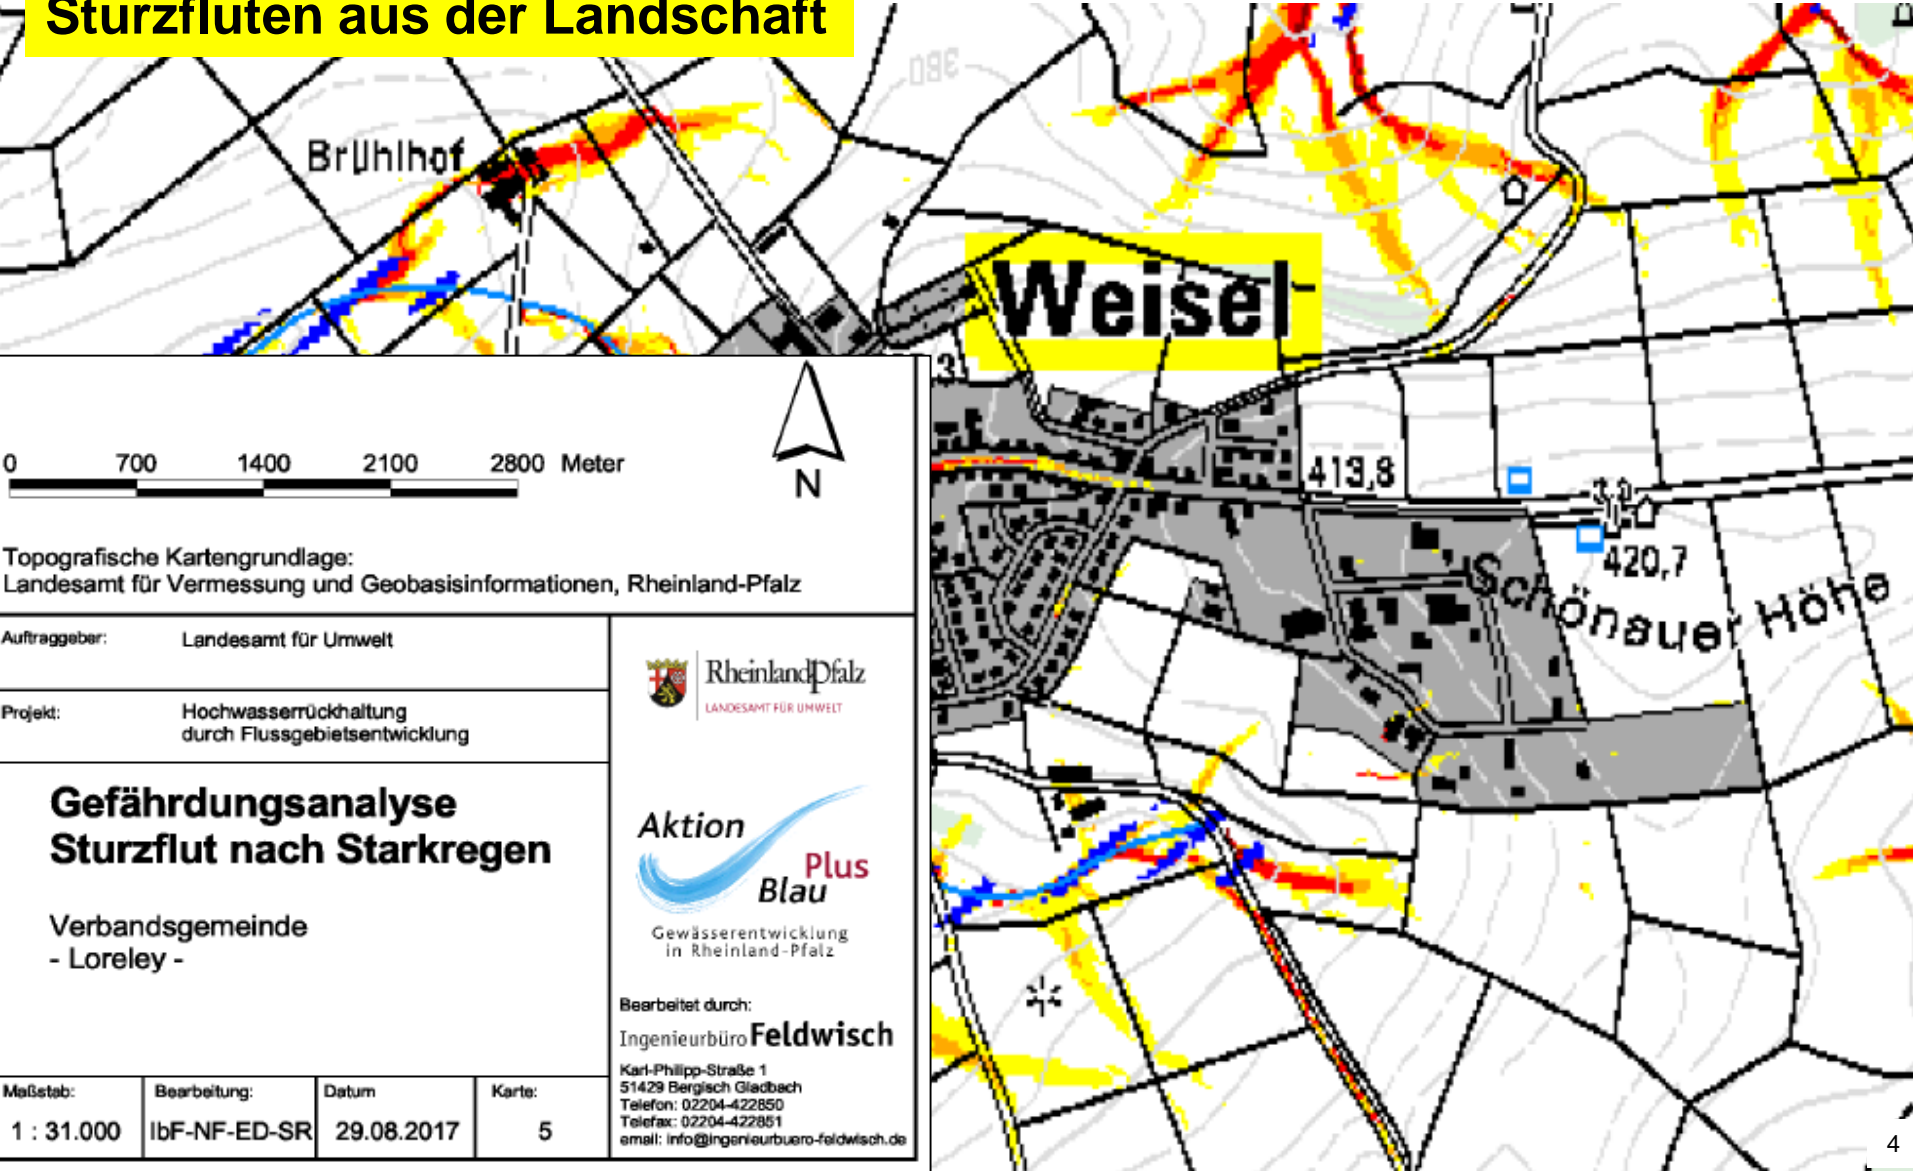 Sturzfluten aus der Landschaft
380
Brühlhof
Weisel
413,8
420,7
Schönauer Höhe
0 700 1400 2100 2800 Meter
N
Topografische Kartengrundlage:
Landesamt für Vermessung und Geobasisinformationen, Rheinland-Pfalz
Auftraggeber: Landesamt für Umwelt
Projekt: Hochwasserrückhaltung
durch Flussgebietsentwicklung
RheinlandPfalz
LANDESAMT FÜR UMWELT
Gefährdungsanalyse
Sturzflut nach Starkregen
Verbandsgemeinde
- Loreley -
Aktion
Blau
Plus
Gewässerentwicklung
in Rheinland-Pfalz
Bearbeitet durch:
Ingenieurbüro Feldwisch
Karl-Philipp-Straße 1
51429 Bergisch Gladbach
Telefon: 02204-422850
Telefax: 02204-422851
email: info@ingenieurbuero-feldwisch.de
Maßstab: Bearbeitung: Datum Karte:
1 : 31.000 IbF-NF-ED-SR 29.08.2017 5
4